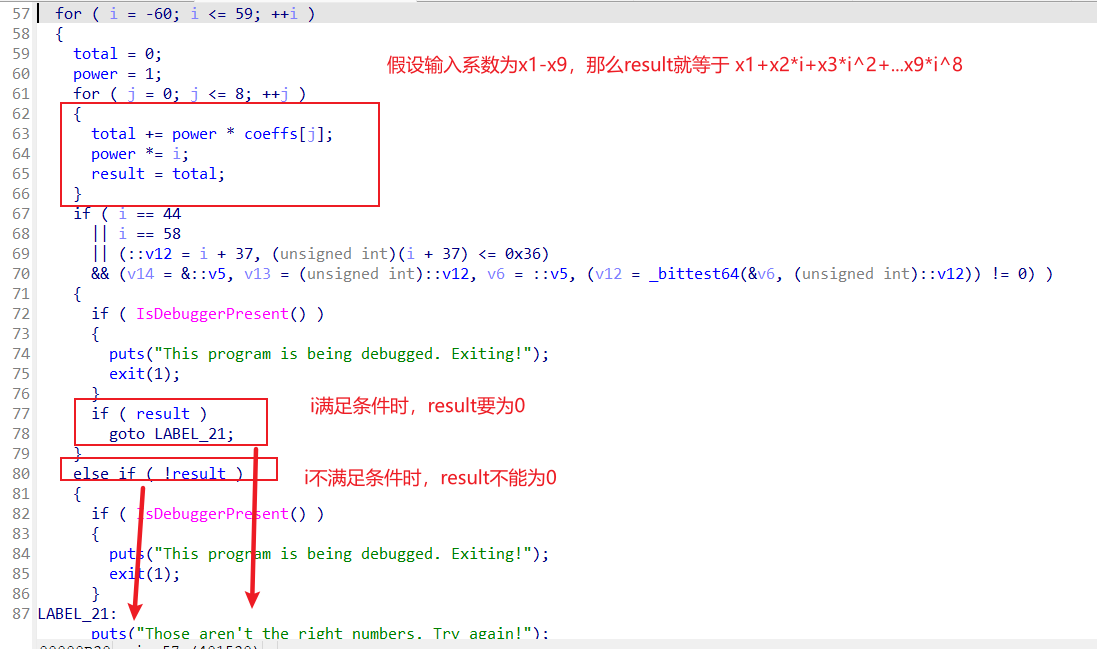 57 for ( i = -60; i <= 59; ++i )
58 {
59 total = 0;
假设输入系数为x1-x9，那么result就等于 x1+x2*i+x3*i^2+...x9*i^8
60 power = 1;
61 for ( j = 0; j <= 8; ++j )
62 {
63 total += power * coeffs[j];
64 power *= i;
65 result = total;
66 }
67 if ( i == 44
68 || i == 58
69 || (::v12 = i + 37, (unsigned int)(i + 37) <= 0x36)
70 && (v14 = &::v5, v13 = (unsigned int)::v12, v6 = ::v5, (v12 = _bittest64(&v6, (unsigned int)::v12)) != 0) )
71 {
72 if ( IsDebuggerPresent() )
73 {
74 puts("This program is being debugged. Exiting!");
75 exit(1);
76 }
i满足条件时，result要为0
77 if ( result )
78 goto LABEL_21;
79 }
80 else if ( !result )
i不满足条件时，result不能为0
81 {
82 if ( IsDebuggerPresent() )
83 {
84 puts("This program is being debugged. Exiting!");
85 exit(1);
86 }
87 LABEL_21:
puts("Those aren't the right numbers. Try again!");